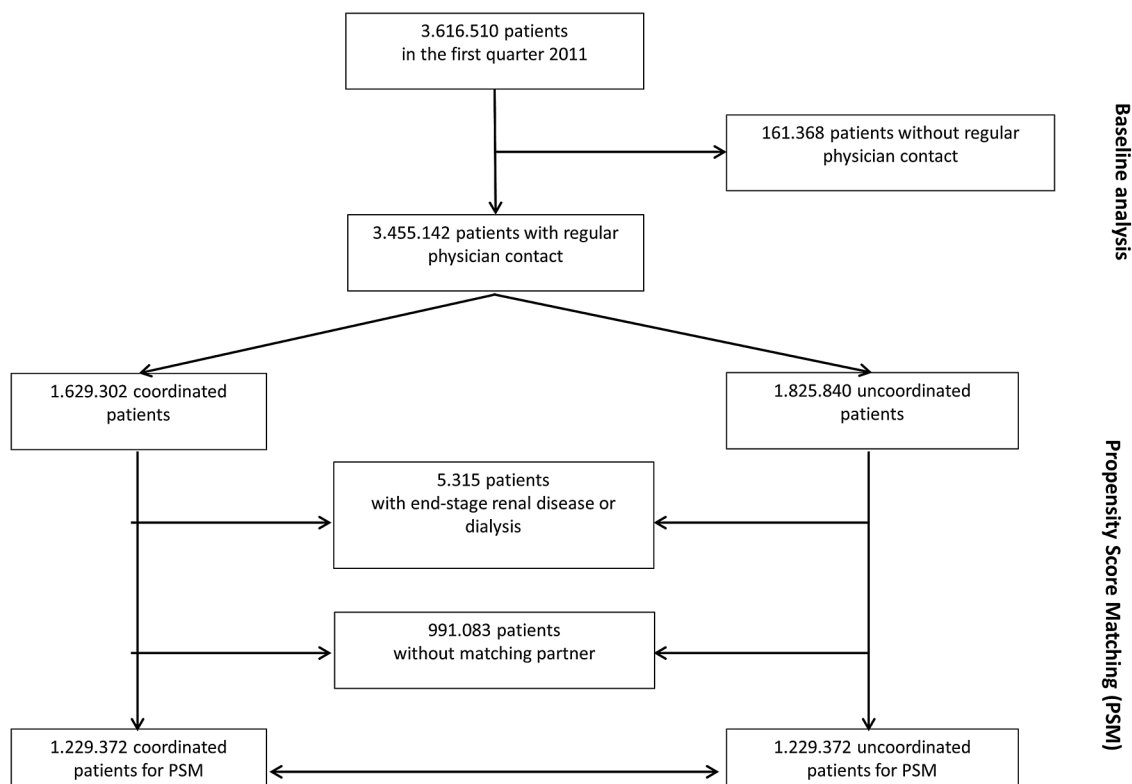 3.616.510 patients
in the first quarter 2011
161.368 patients without regular
physician contact
Baseline analysis
3.455.142 patients with regular
physician contact
1.629.302 coordinated
patients
1.825.840 uncoordinated
patients
5.315 patients
with end-stage renal disease or
dialysis
991.083 patients
without matching partner
Propensity Score Matching (PSM)
1.229.372 coordinated
patients for PSM
1.229.372 uncoordinated
patients for PSM